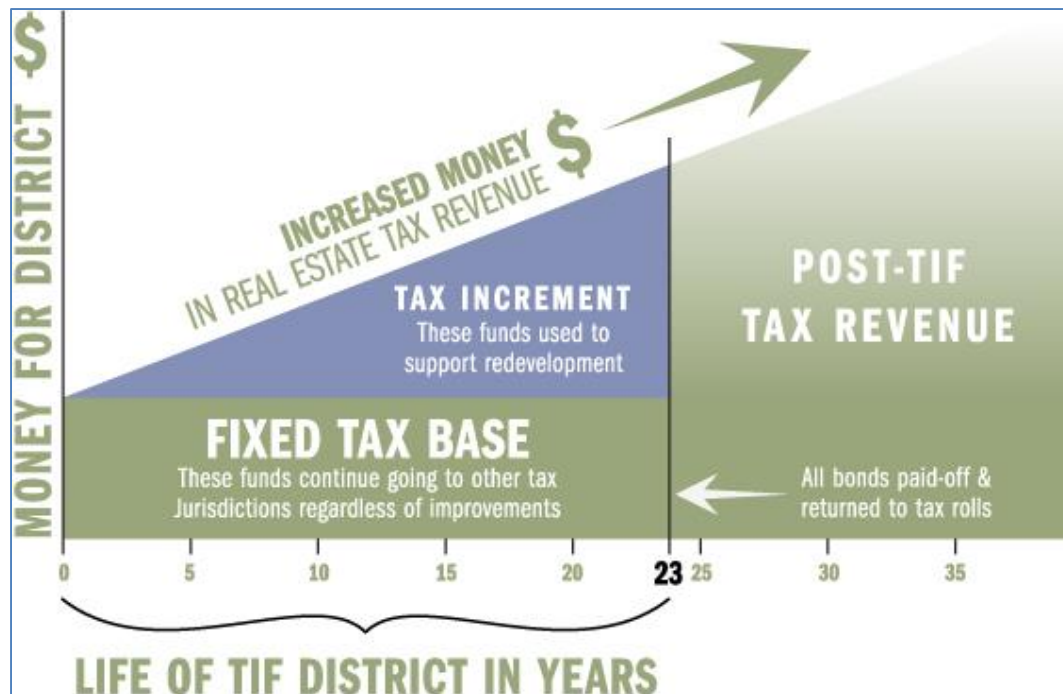 MONEY FOR DISTRICT $
INCREASED MONEY
IN REAL ESTATE TAX REVENUE
$
TAX INCREMENT
These funds used to
support redevelopment
POST-TIF
TAX REVENUE
FIXED TAX BASE
These funds continue going to other tax
Jurisdictions regardless of improvements
All bonds paid-off &
returned to tax rolls
0 5 10 15 20 23 25 30 35
LIFE OF TIF DISTRICT IN YEARS